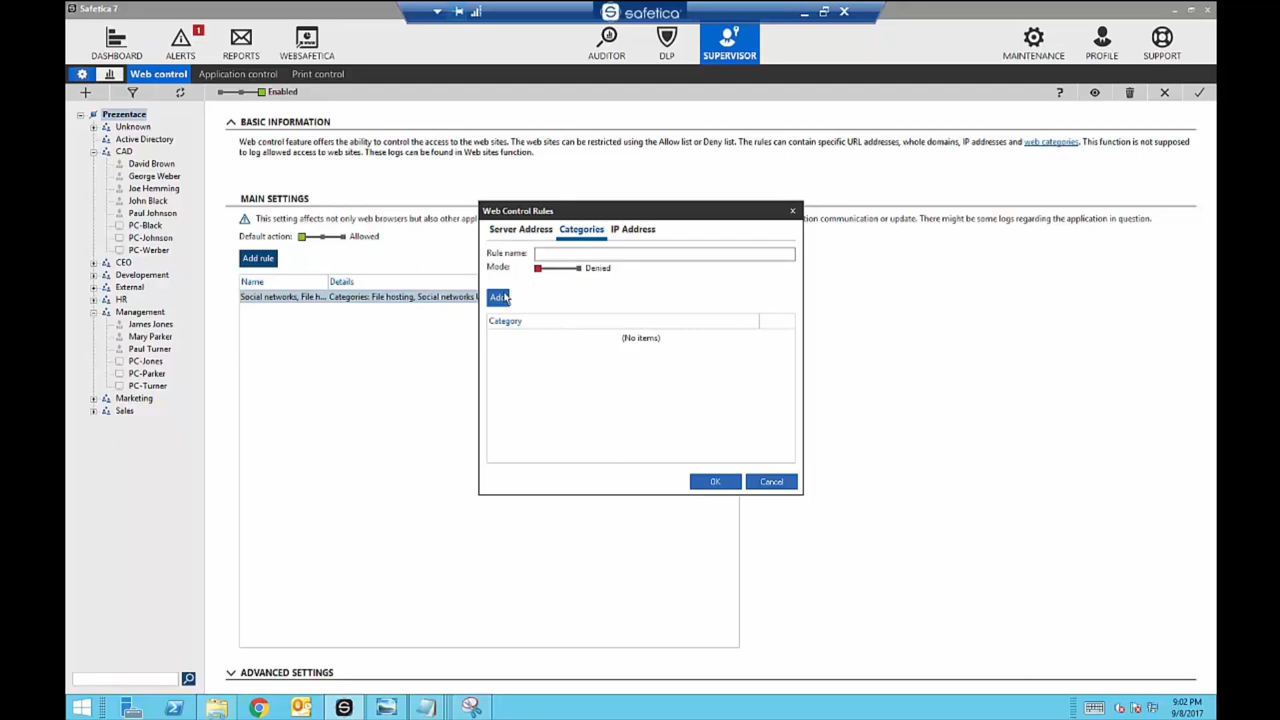 Safetica 7
safetica
DASHBOARD
1
ALERTS
REPORTS
WEBSAFETICA
AUDITOR
DLP
SUPERVISOR
MAINTENANCE
PROFILE
SUPPORT
Web control
Application control
Print control
Enabled
?
Prezentace
Unknown
Active Directory
CAD
David Brown
George Weber
Joe Hemming
John Black
Paul Johnson
PC-Black
PC-Johnson
PC-Werber
CEO
Developement
External
HR
Management
James Jones
Mary Parker
Paul Turner
PC-Jones
PC-Parker
PC-Turner
Marketing
Sales
BASIC INFORMATION
Web control feature offers the ability to control the access to the web sites. The web sites can be restricted using the Allow list or Deny list. The rules can contain specific URL addresses, whole domains, IP addresses and web categories. This function is not supposed
to log allowed access to web sites. These logs can be found in Web sites function.
MAIN SETTINGS
This setting affects not only web browsers but also other appl
ion communication or update. There might be some logs regarding the application in question.
Default action:
Allowed
Add rule
Name
Details
Social networks, File h...
Categories: File hosting, Social networks
Web Control Rules
Server Address
Categories
IP Address
Rule name:
Mode:
Denied
Add
Category
(No items)
OK
Cancel
ADVANCED SETTINGS
9:02 PM
9/8/2017